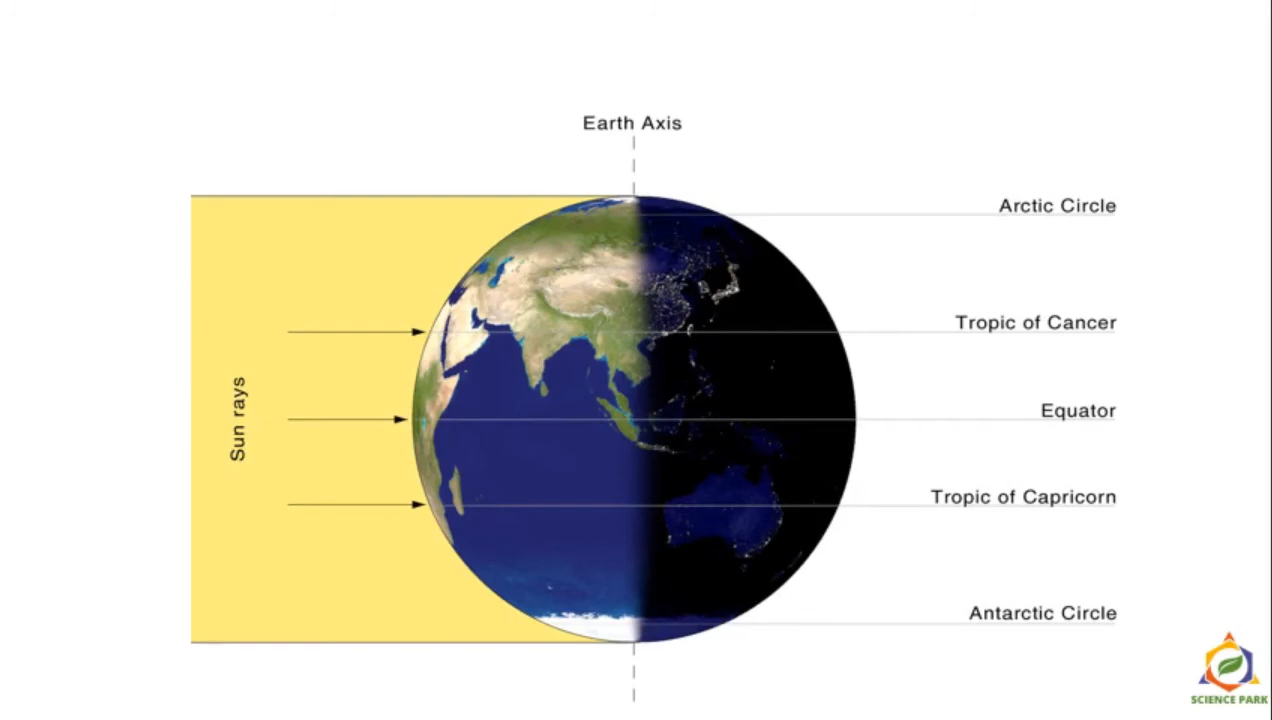 Earth Axis
Arctic Circle
Tropic of Cancer
Sun rays
Equator
Tropic of Capricorn
Antarctic Circle
SCIENCE PARK